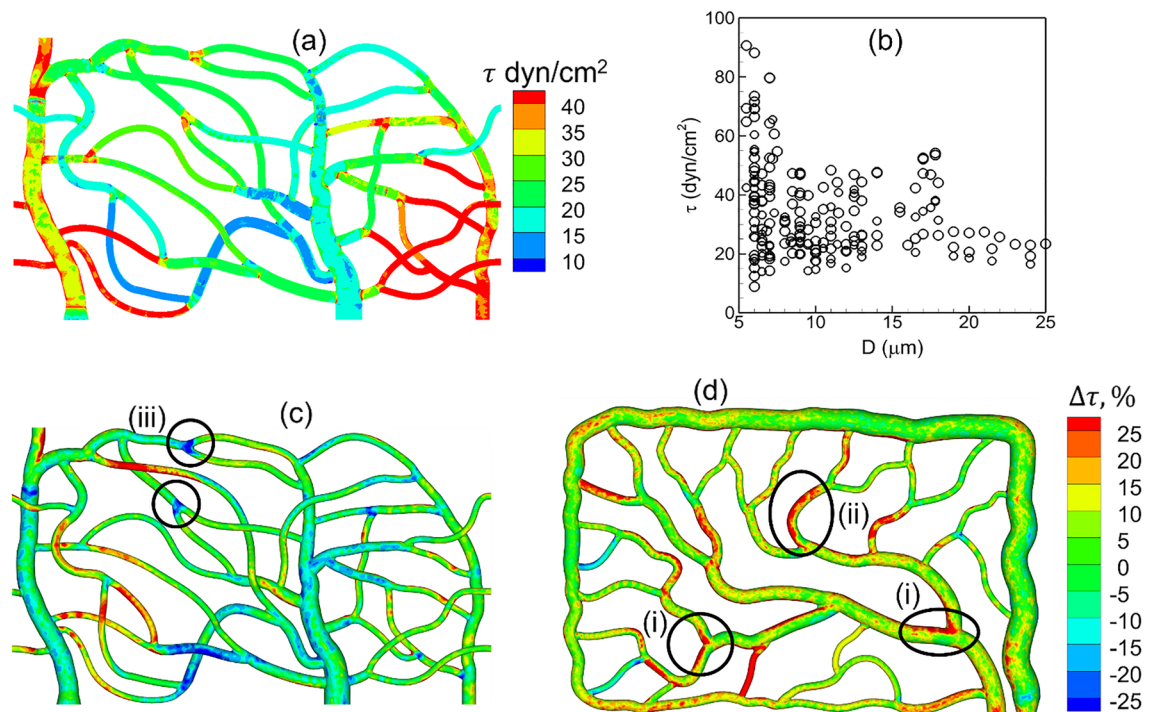 (a)
τ dyn/cm²
40
35
30
25
20
15
10
(b)
100
80
60
40
20
0
τ (dyn/cm²)
5
10
15
20
25
D (μm)
(c)
(iii)
(d)
(ii)
(i)
(i)
Δτ, %
25
20
15
10
5
0
-5
-10
-15
-20
-25